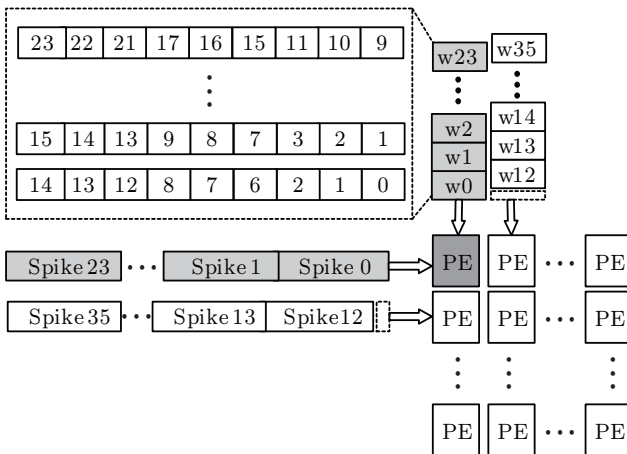 23 22 21 17 16 15 11 10 9
15 14 13 9 8 7 3 2 1
14 13 12 8 7 6 2 1 0
w23 w35
w2 w14
w1 w13
w0 w12
Spike 23 ... Spike 1 Spike 0
PE PE ... PE
Spike 35 ... Spike 13 Spike 12
PE PE ... PE
PE PE ... PE